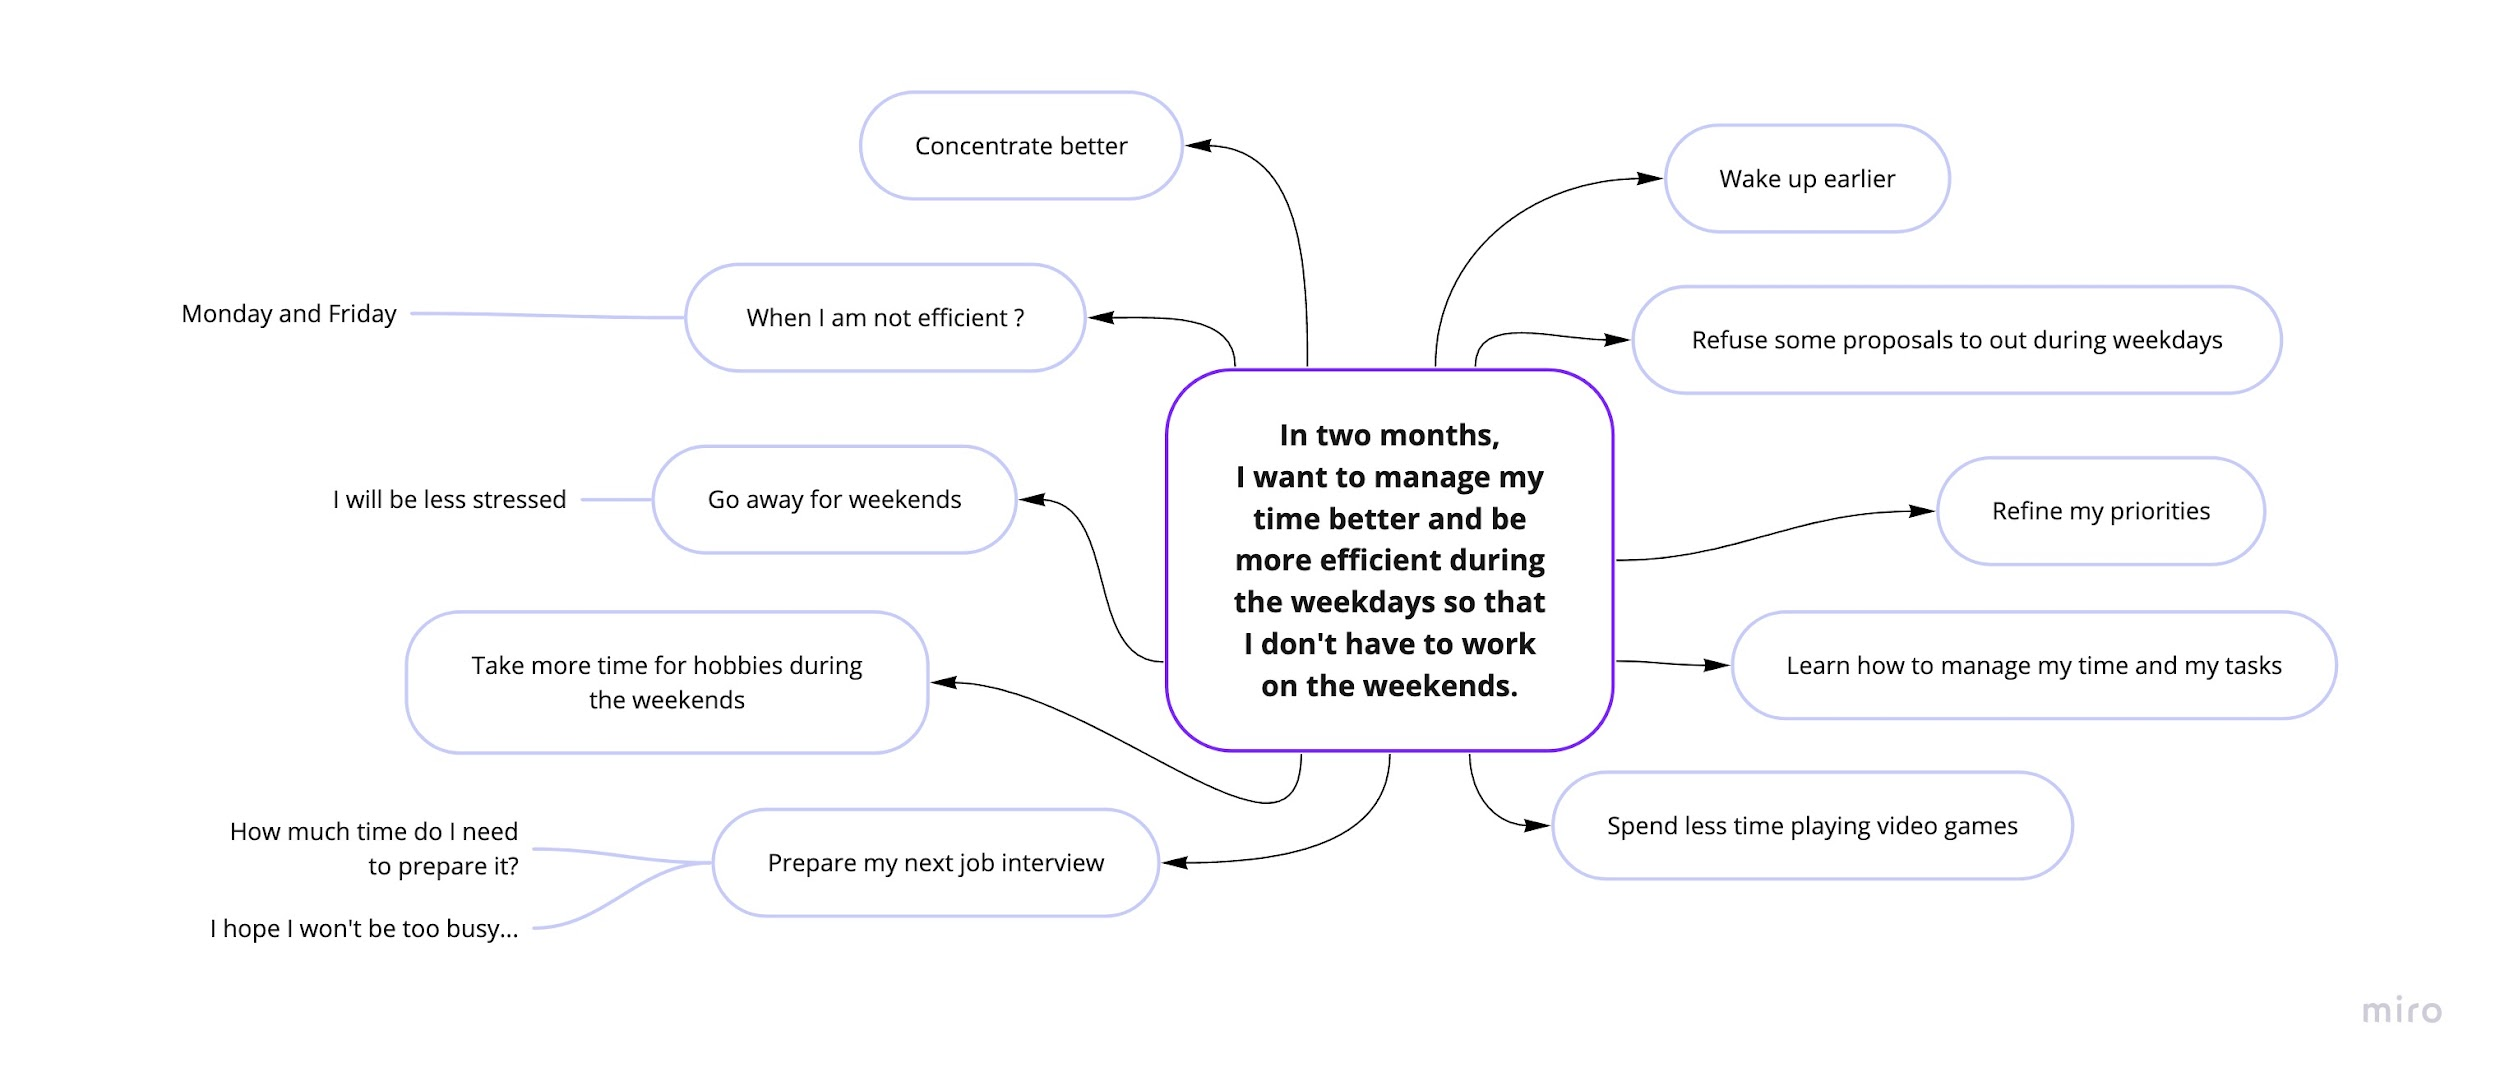 Concentrate better
Wake up earlier
When I am not efficient ?
Monday and Friday
Refuse some proposals to out during weekdays
In two months,
I want to manage my
time better and be
more efficient during
the weekdays so that
I don't have to work
on the weekends.
Go away for weekends
I will be less stressed
Refine my priorities
Take more time for hobbies during
the weekends
Learn how to manage my time and my tasks
Prepare my next job interview
How much time do I need
to prepare it?
I hope I won't be too busy...
Spend less time playing video games
miro